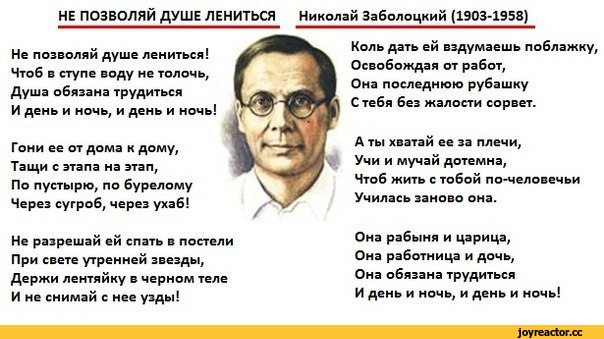 НЕ ПОЗВОЛЯЙ ДУШЕ ЛЕНИТЬСЯ Николай Заболоцкий (1903-1958)
Не позволяй душе лениться!
Чтоб в ступе воду не толочь,
Душа обязана трудиться
И день и ночь, и день и ночь!
Гони ее от дома к дому,
Тащи с этапа на этап,
По пустырю, по бурелому
Через сугроб, через ухаб!
Не разрешай ей спать в постели
При свете утренней звезды,
Держи лентяйку в черном теле
И не снимай с нее узды!
Коль дать ей вздумаешь поблажку,
Освобождая от работ,
Она последнюю рубашку
С тебя без жалости сорвет.
А ты хватай ее за плечи,
Учи и мучай дотемна,
Чтоб жить с тобой по-человечьи
Училась заново она.
Она рабыня и царица,
Она работница и дочь,
Она обязана трудиться
И день и ночь, и день и ночь!
joyreactor.cc